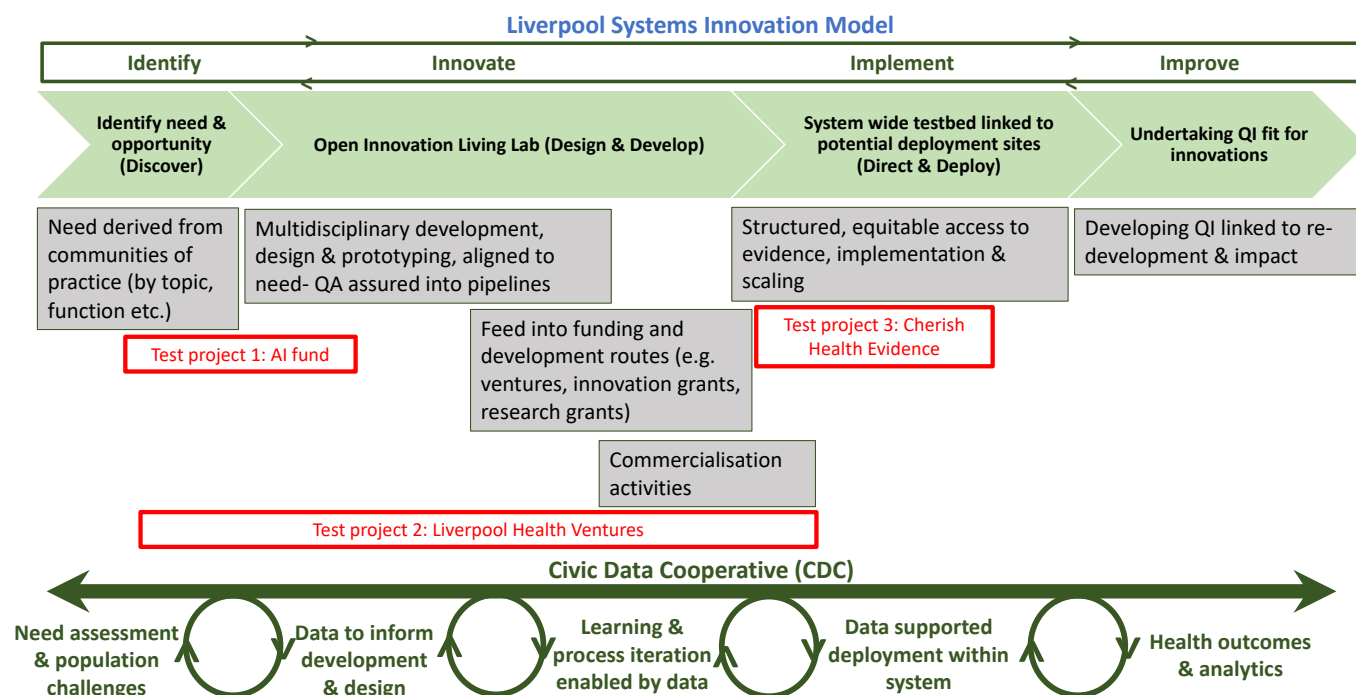 Liverpool Systems Innovation Model
Identify
Innovate
Implement
Improve
Identify need &
opportunity
(Discover)
Open Innovation Living Lab (Design & Develop)
System wide testbed linked to
potential deployment sites
(Direct & Deploy)
Undertaking QI fit for
innovations
Need derived from
communities of
practice (by topic,
function etc.)
Multidisciplinary development,
design & prototyping, aligned to
need- QA assured into pipelines
Structured, equitable access to
evidence, implementation &
scaling
Developing QI linked to re-
development & impact
Test project 1: AI fund
Feed into funding and
development routes (e.g.
ventures, innovation grants,
research grants)
Test project 3: Cherish
Health Evidence
Commercialisation
activities
Test project 2: Liverpool Health Ventures
Civic Data Cooperative (CDC)
Need assessment
& population
challenges
Data to inform
development
& design
Learning &
process iteration
enabled by data
Data supported
deployment within
system
Health outcomes
& analytics